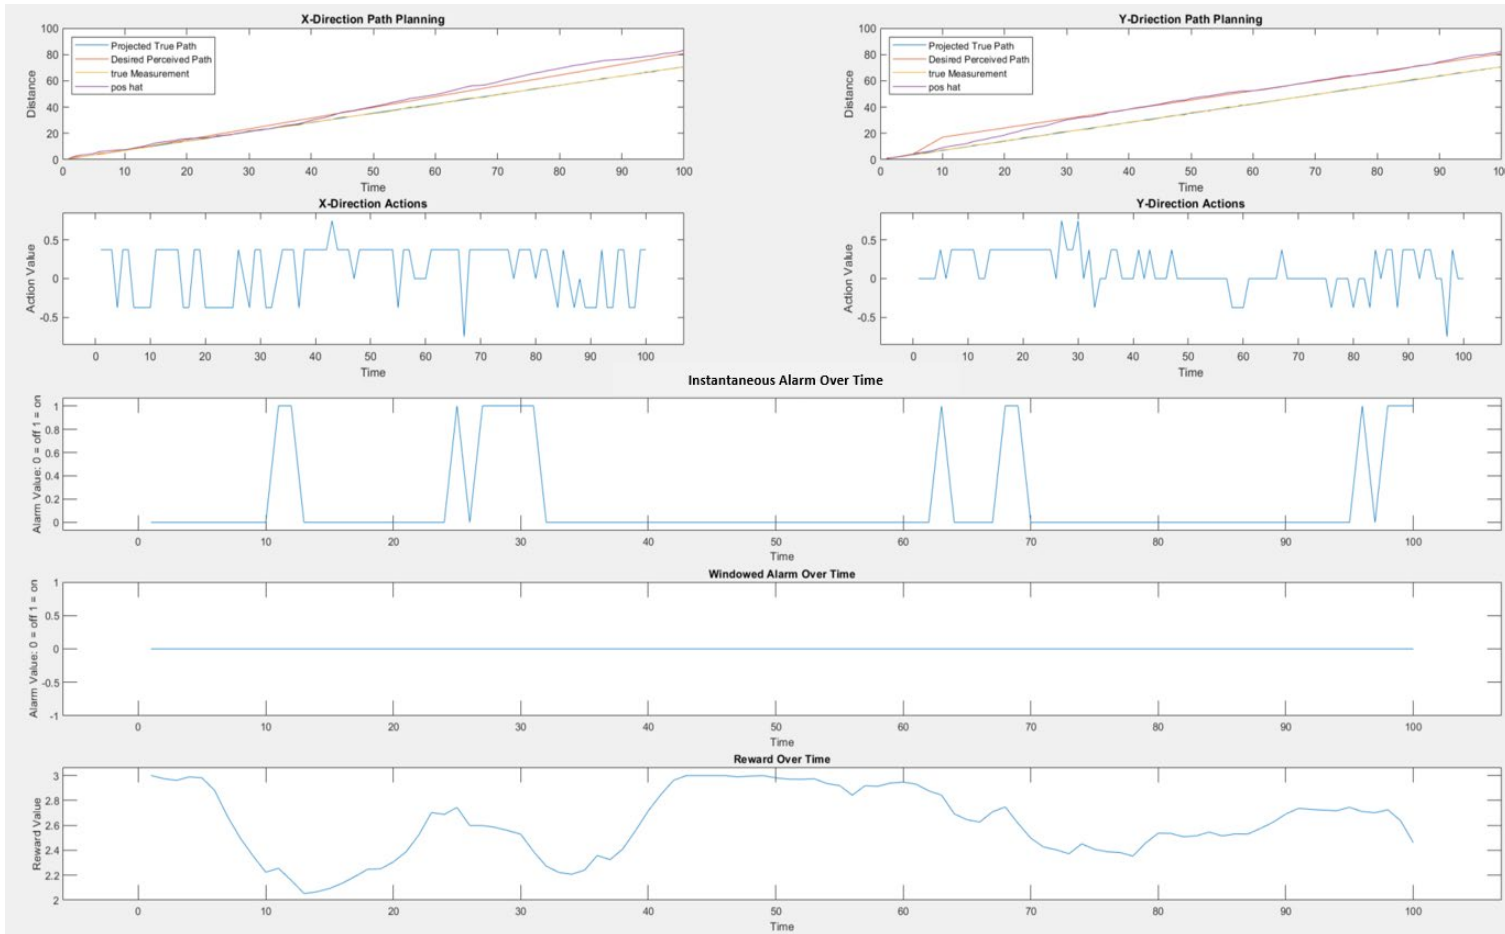 X-Direction Path Planning
100
80
60
40
20
0
Distance
Projected True Path
Desired Perceived Path
true Measurement
pos hat
0 10 20 30 40 50 60 70 80 90 100
Time
Y-Driection Path Planning
100
80
60
40
20
0
Distance
Projected True Path
Desired Perceived Path
true Measurement
pos hat
0 10 20 30 40 50 60 70 80 90 10
Time
X-Direction Actions
0.5
0
-0.5
Action Value
0 10 20 30 40 50 60 70 80 90 100
Time
Y-Direction Actions
0.5
0
-0.5
Action Value
0 10 20 30 40 50 60 70 80 90 100
Time
Instantaneous Alarm Over Time
1
0.8
0.6
0.4
0.2
0
Alarm Value: 0 = off 1 = on
0 10 20 30 40 50 60 70 80 90 100
Time
Windowed Alarm Over Time
1
0.5
0
-0.5
-1
Alarm Value: 0 = off 1 = on
0 10 20 30 40 50 60 70 80 90 100
Time
Reward Over Time
3
2.8
2.6
2.4
2.2
2
Reward Value
0 10 20 30 40 50 60 70 80 90 100
Time